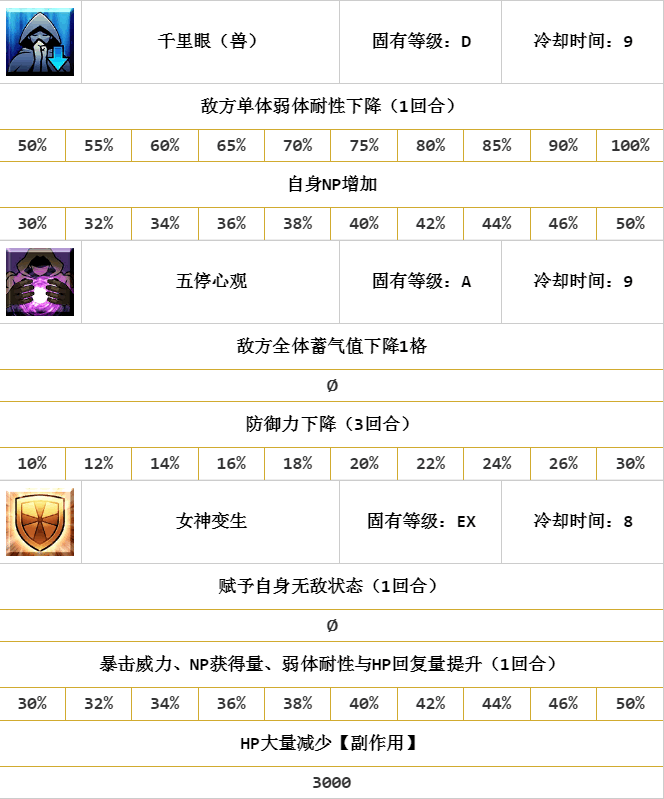 千里眼（兽） 固有等级：D 冷却时间：9
敌方单体弱体耐性下降（1回合）
50% 55% 60% 65% 70% 75% 80% 85% 90% 100%
自身NP增加
30% 32% 34% 36% 38% 40% 42% 44% 46% 50%
五停心观 固有等级：A 冷却时间：9
敌方全体蓄气值下降1格
Ø
防御力下降（3回合）
10% 12% 14% 16% 18% 20% 22% 24% 26% 30%
女神变生 固有等级：EX 冷却时间：8
赋予自身无敌状态（1回合）
Ø
暴击威力、NP获得量、弱体耐性与HP回复量提升（1回合）
30% 32% 34% 36% 38% 40% 42% 44% 46% 50%
HP大量减少【副作用】
3000